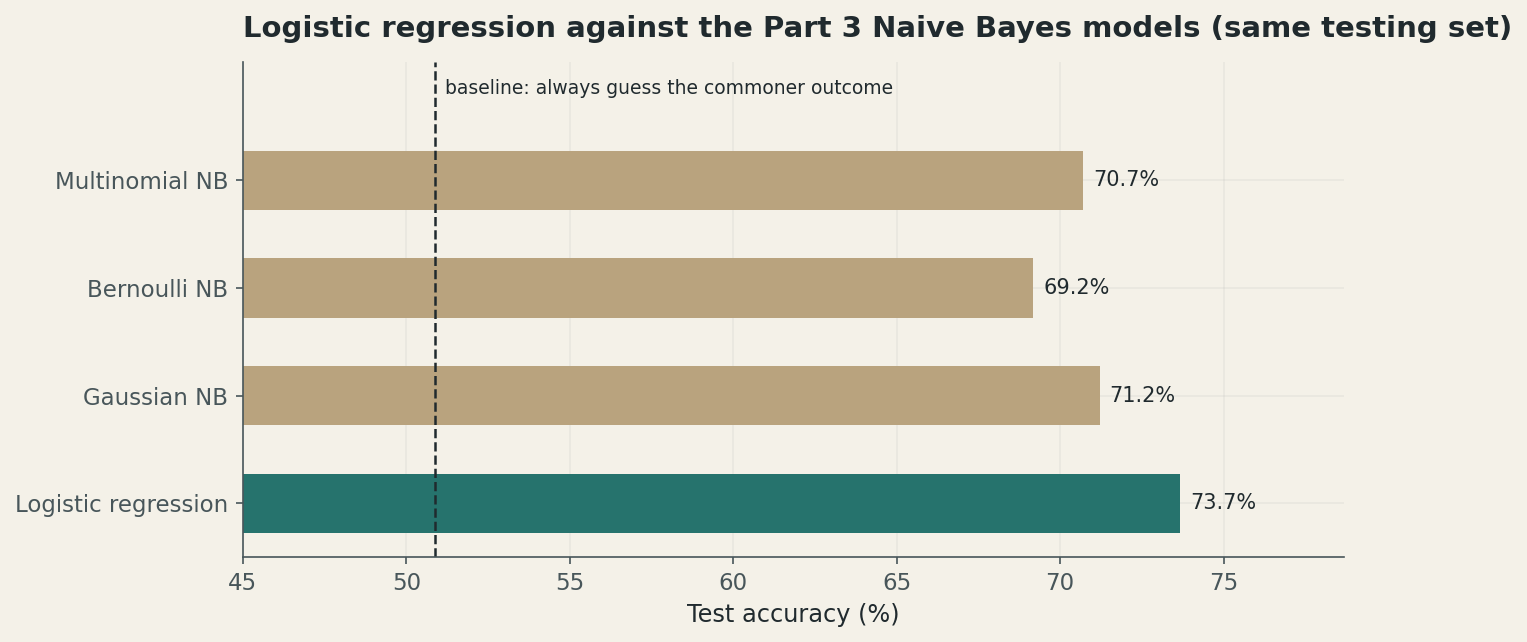 Logistic regression against the Part 3 Naive Bayes models (same testing set)
baseline: always guess the commoner outcome
Multinomial NB
70.7%
Bernoulli NB
69.2%
Gaussian NB
71.2%
Logistic regression
73.7%
45 50 55 60 65 70 75
Test accuracy (%)